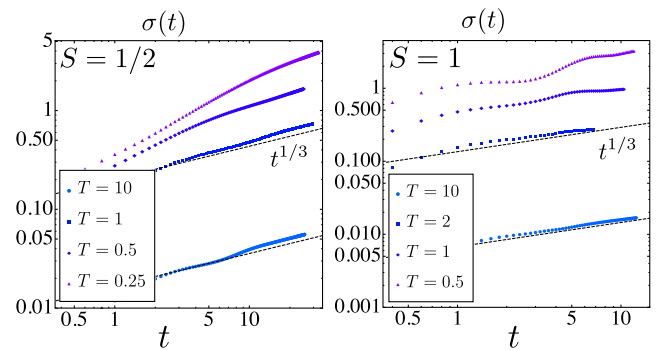 σ(t)
S = 1/2
5
1
0.50
0.10
0.05
0.01
t^{1/3}
T = 10
T = 1
T = 0.5
T = 0.25
0.5
1
5
10
t
σ(t)
S = 1
1
0.500
0.100
0.050
0.010
0.005
0.001
t^{1/3}
T = 10
T = 2
T = 1
T = 0.5
0.5
1
5
10
t